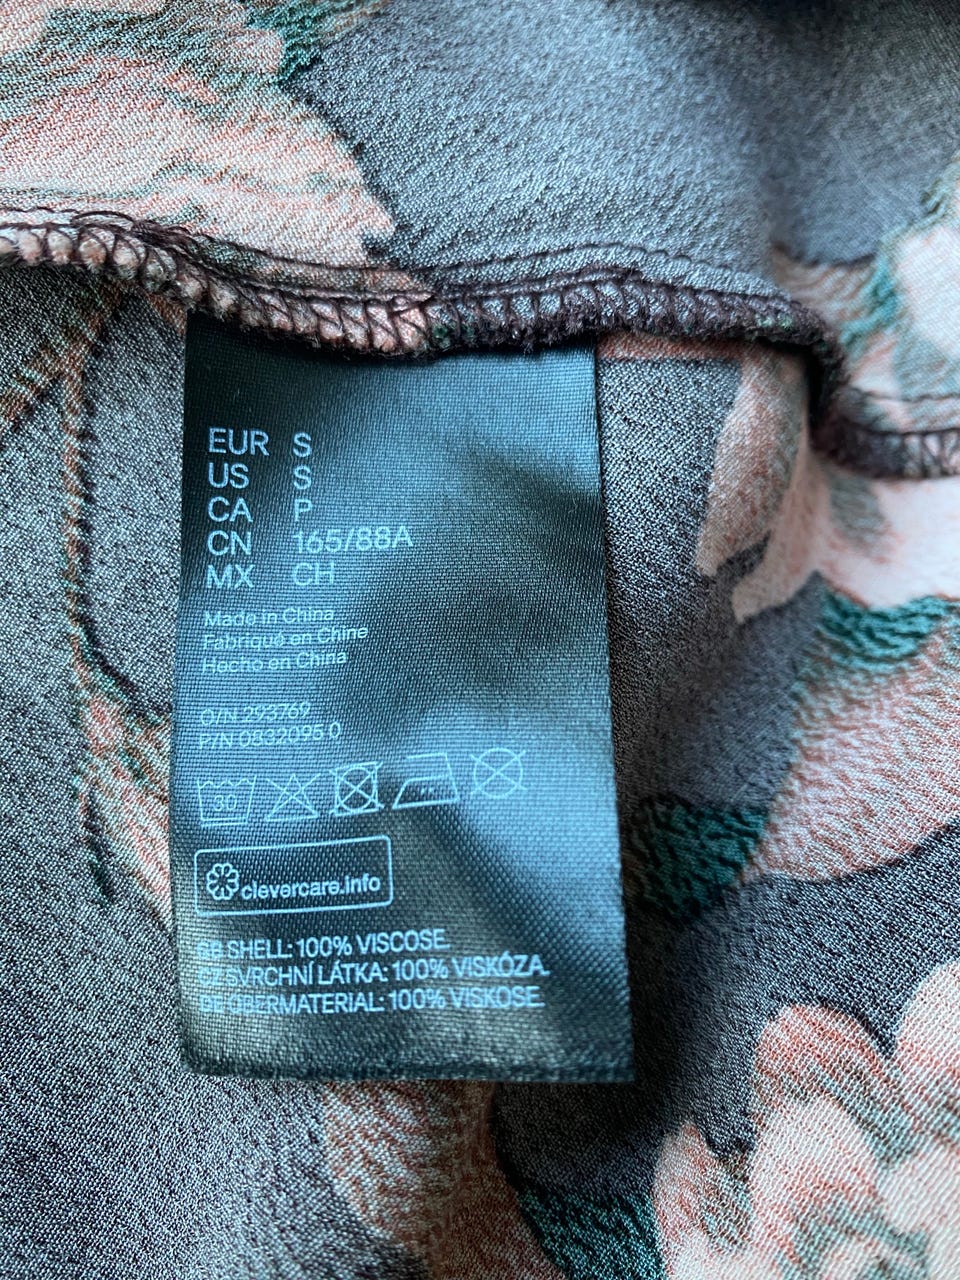 EUR S
US S
CA P
CN 165/88A
MX CH
Made in China
Fabriqué en Chine
Hecho en China
O/N 293769
P/N 0832095 0
30
clevercare.info
GB SHELL: 100% VISCOSE.
CZ SVRCHNÍ LÁTKA: 100% VISKÓZA.
DE OBERMATERIAL: 100% VISKOSE.